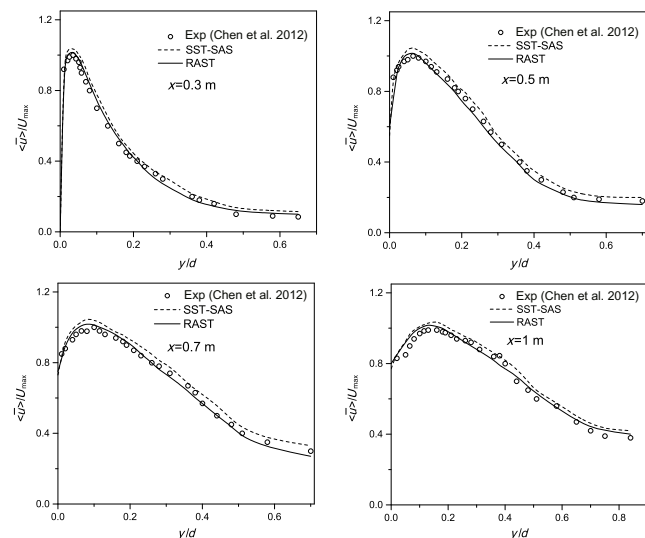 1.2
0.8
0.4
0.0
<u̅>/Umax
Exp (Chen et al. 2012)
SST-SAS
RAST
x=0.3 m
0.0 0.2 0.4 0.6
y/d
1.2
0.8
0.4
0.0
<u̅>/Umax
Exp (Chen et al. 2012)
SST-SAS
RAST
x=0.5 m
0.0 0.2 0.4 0.6
y/d
1.2
0.8
0.4
0.0
<u̅>/Umax
Exp (Chen et al. 2012)
SST-SAS
RAST
x=0.7 m
0.0 0.2 0.4 0.6
y/d
1.2
0.8
0.4
0.0
<u̅>/Umax
Exp (Chen et al. 2012)
SST-SAS
RAST
x=1 m
0.0 0.2 0.4 0.6 0.8
y/d